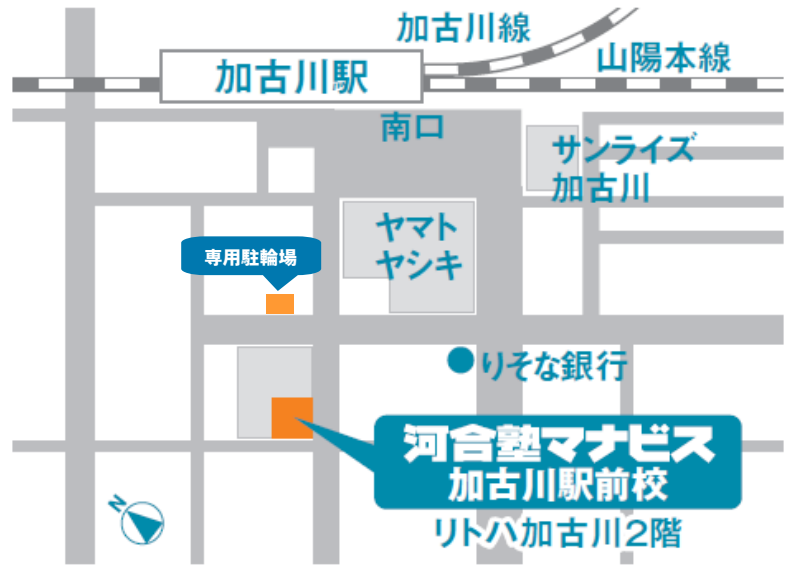 加古川線
山陽本線
加古川駅
南口
サンライズ
加古川
ヤマト
ヤシキ
専用駐輪場
りそな銀行
河合塾マナビス
加古川駅前校
リトハ加古川2階
N